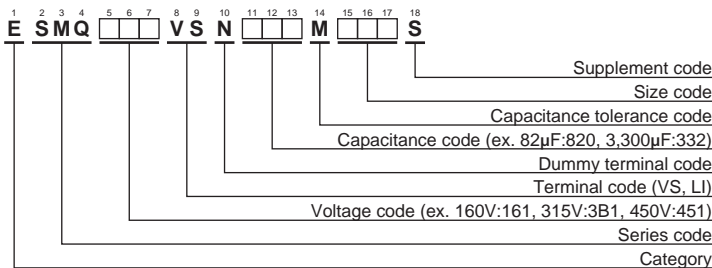 1 2 3 4 5 6 7 8 9 10 11 12 13 14 15 16 17 18
E SMQ □□□ VS N □□□ M □□□ S
Supplement code
Size code
Capacitance tolerance code
Capacitance code (ex. 82µF:820, 3,300µF:332)
Dummy terminal code
Terminal code (VS, LI)
Voltage code (ex. 160V:161, 315V:3B1, 450V:451)
Series code
Category